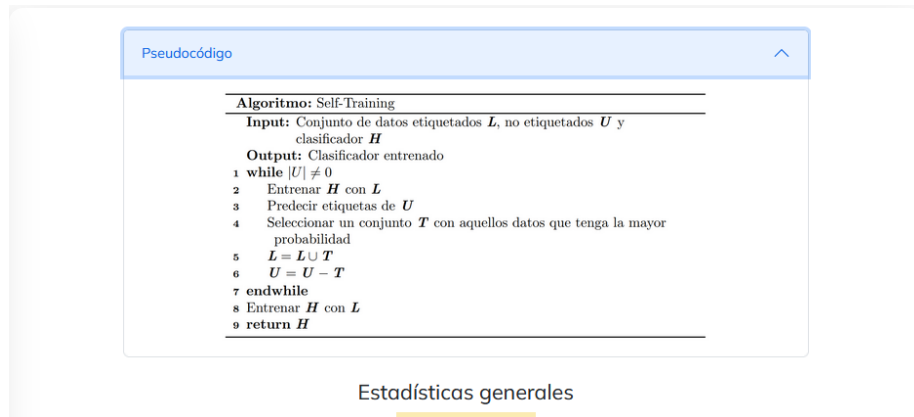 Pseudocódigo
Algoritmo: Self-Training
Input: Conjunto de datos etiquetados L, no etiquetados U y
clasificador H
Output: Clasificador entrenado
1 while |U| ≠ 0
2 Entrenar H con L
3 Predecir etiquetas de U
4 Seleccionar un conjunto T con aquellos datos que tenga la mayor
probabilidad
5 L = L ∪ T
6 U = U − T
7 endwhile
8 Entrenar H con L
9 return H
Estadísticas generales